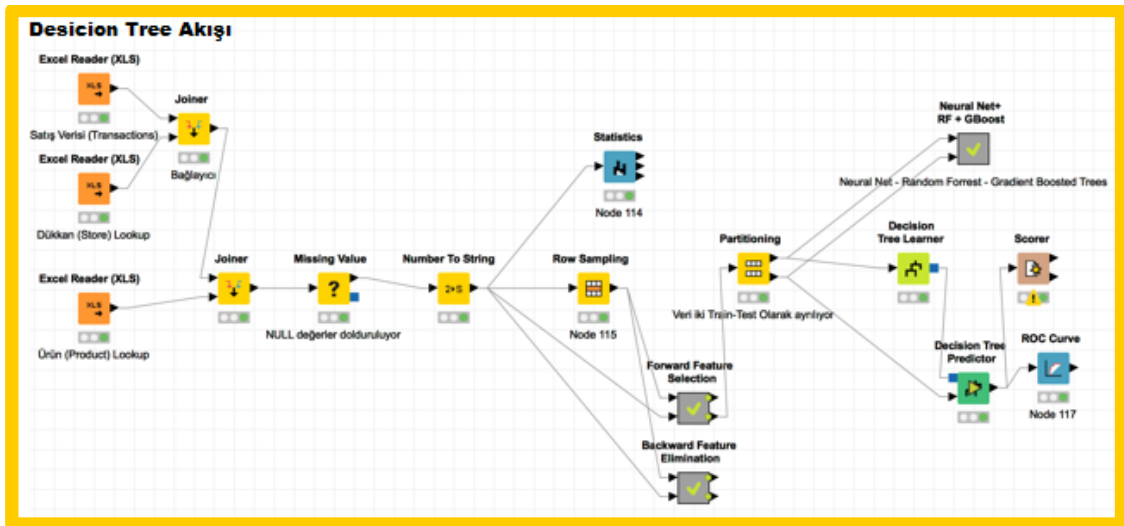 Desicion Tree Akışı
Excel Reader (XLS)
XLS
Satış Verisi (Transactions)
Joiner
Bağlayıcı
Excel Reader (XLS)
XLS
Dükkan (Store) Lookup
Excel Reader (XLS)
XLS
Ürün (Product) Lookup
Joiner
Missing Value
?
NULL değerler dolduruluyor
Number To String
2▸S
Statistics
Node 114
Row Sampling
Node 115
Forward Feature
Selection
Backward Feature
Elimination
Partitioning
Veri iki Train-Test Olarak ayrılıyor
Neural Net+
RF + GBoost
Neural Net - Random Forrest - Gradient Boosted Trees
Decision
Tree Learner
Decision Tree
Predictor
Scorer
ROC Curve
Node 117